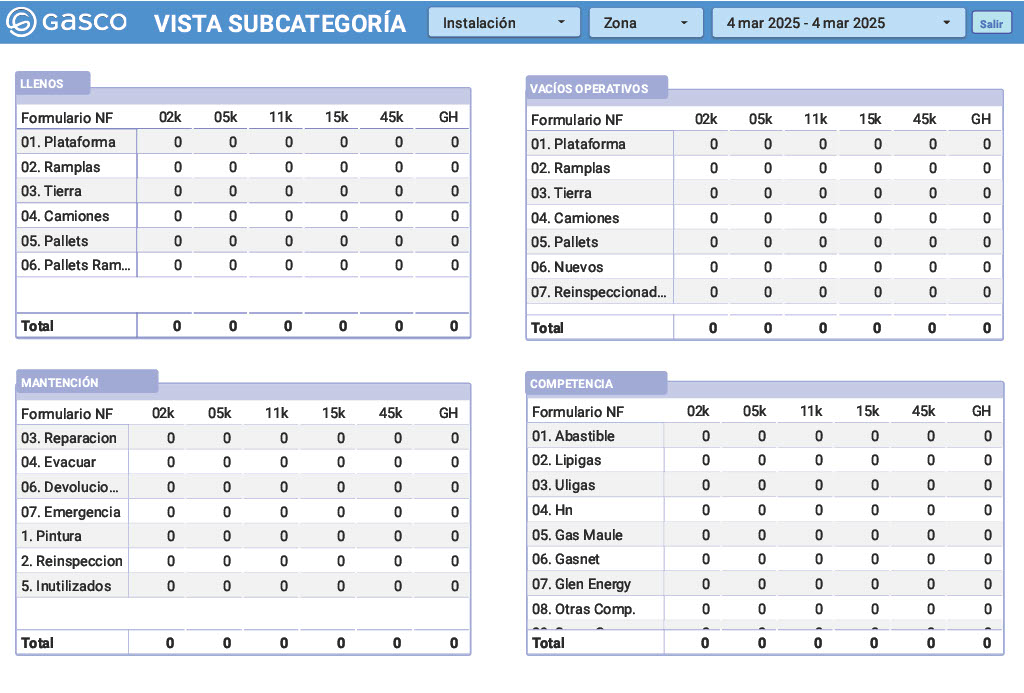 GASCO VISTA SUBCATEGORÍA Instalación Zona 4 mar 2025 - 4 mar 2025 Salir
LLENOS
Formulario NF 02k 05k 11k 15k 45k GH
01. Plataforma 0 0 0 0 0 0
02. Ramplas 0 0 0 0 0 0
03. Tierra 0 0 0 0 0 0
04. Camiones 0 0 0 0 0 0
05. Pallets 0 0 0 0 0 0
06. Pallets Ram... 0 0 0 0 0 0
Total 0 0 0 0 0 0
VACÍOS OPERATIVOS
Formulario NF 02k 05k 11k 15k 45k GH
01. Plataforma 0 0 0 0 0 0
02. Ramplas 0 0 0 0 0 0
03. Tierra 0 0 0 0 0 0
04. Camiones 0 0 0 0 0 0
05. Pallets 0 0 0 0 0 0
06. Nuevos 0 0 0 0 0 0
07. Reinspeccionad... 0 0 0 0 0 0
Total 0 0 0 0 0 0
MANTENCIÓN
Formulario NF 02k 05k 11k 15k 45k GH
03. Reparacion 0 0 0 0 0 0
04. Evacuar 0 0 0 0 0 0
06. Devolucio... 0 0 0 0 0 0
07. Emergencia 0 0 0 0 0 0
1. Pintura 0 0 0 0 0 0
2. Reinspeccion 0 0 0 0 0 0
5. Inutilizados 0 0 0 0 0 0
Total 0 0 0 0 0 0
COMPETENCIA
Formulario NF 02k 05k 11k 15k 45k GH
01. Abastible 0 0 0 0 0 0
02. Lipigas 0 0 0 0 0 0
03. Uligas 0 0 0 0 0 0
04. Hn 0 0 0 0 0 0
05. Gas Maule 0 0 0 0 0 0
06. Gasnet 0 0 0 0 0 0
07. Glen Energy 0 0 0 0 0 0
08. Otras Comp. 0 0 0 0 0 0
Total 0 0 0 0 0 0